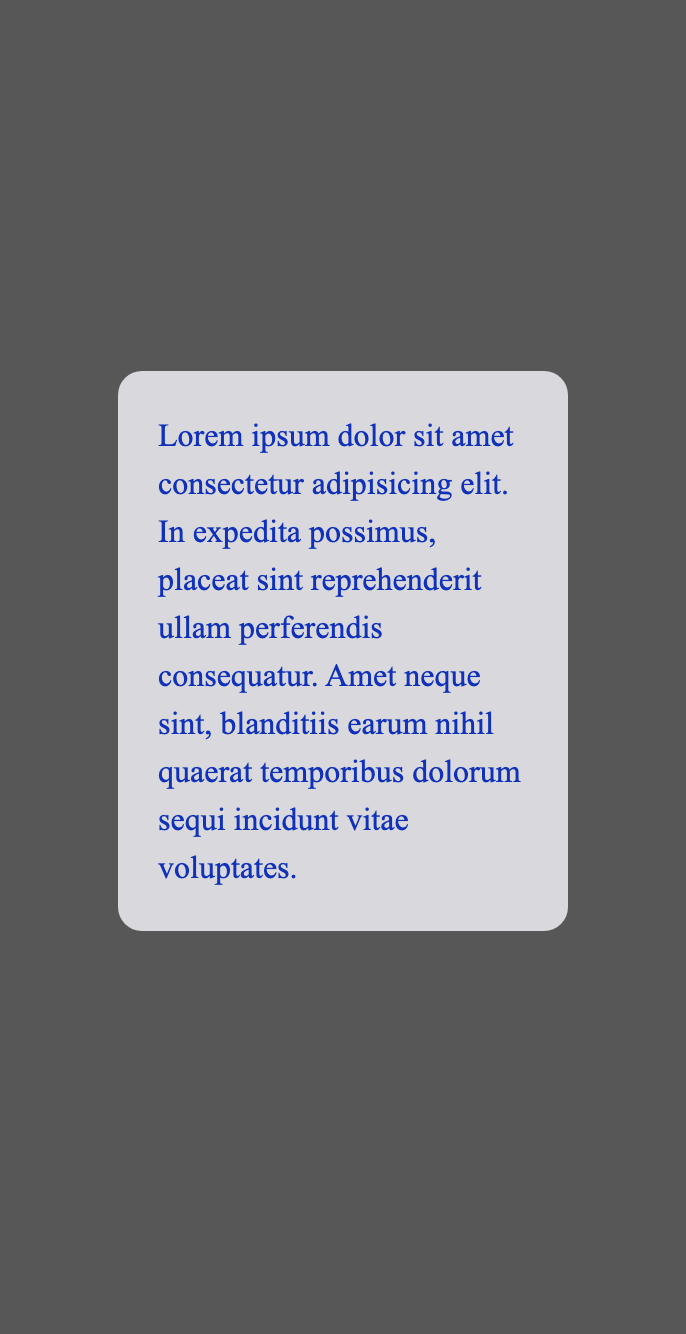 Lorem ipsum dolor sit amet
consectetur adipisicing elit.
In expedita possimus,
placeat sint reprehenderit
ullam perferendis
consequatur. Amet neque
sint, blanditiis earum nihil
quaerat temporibus dolorum
sequi incidunt vitae
voluptates.